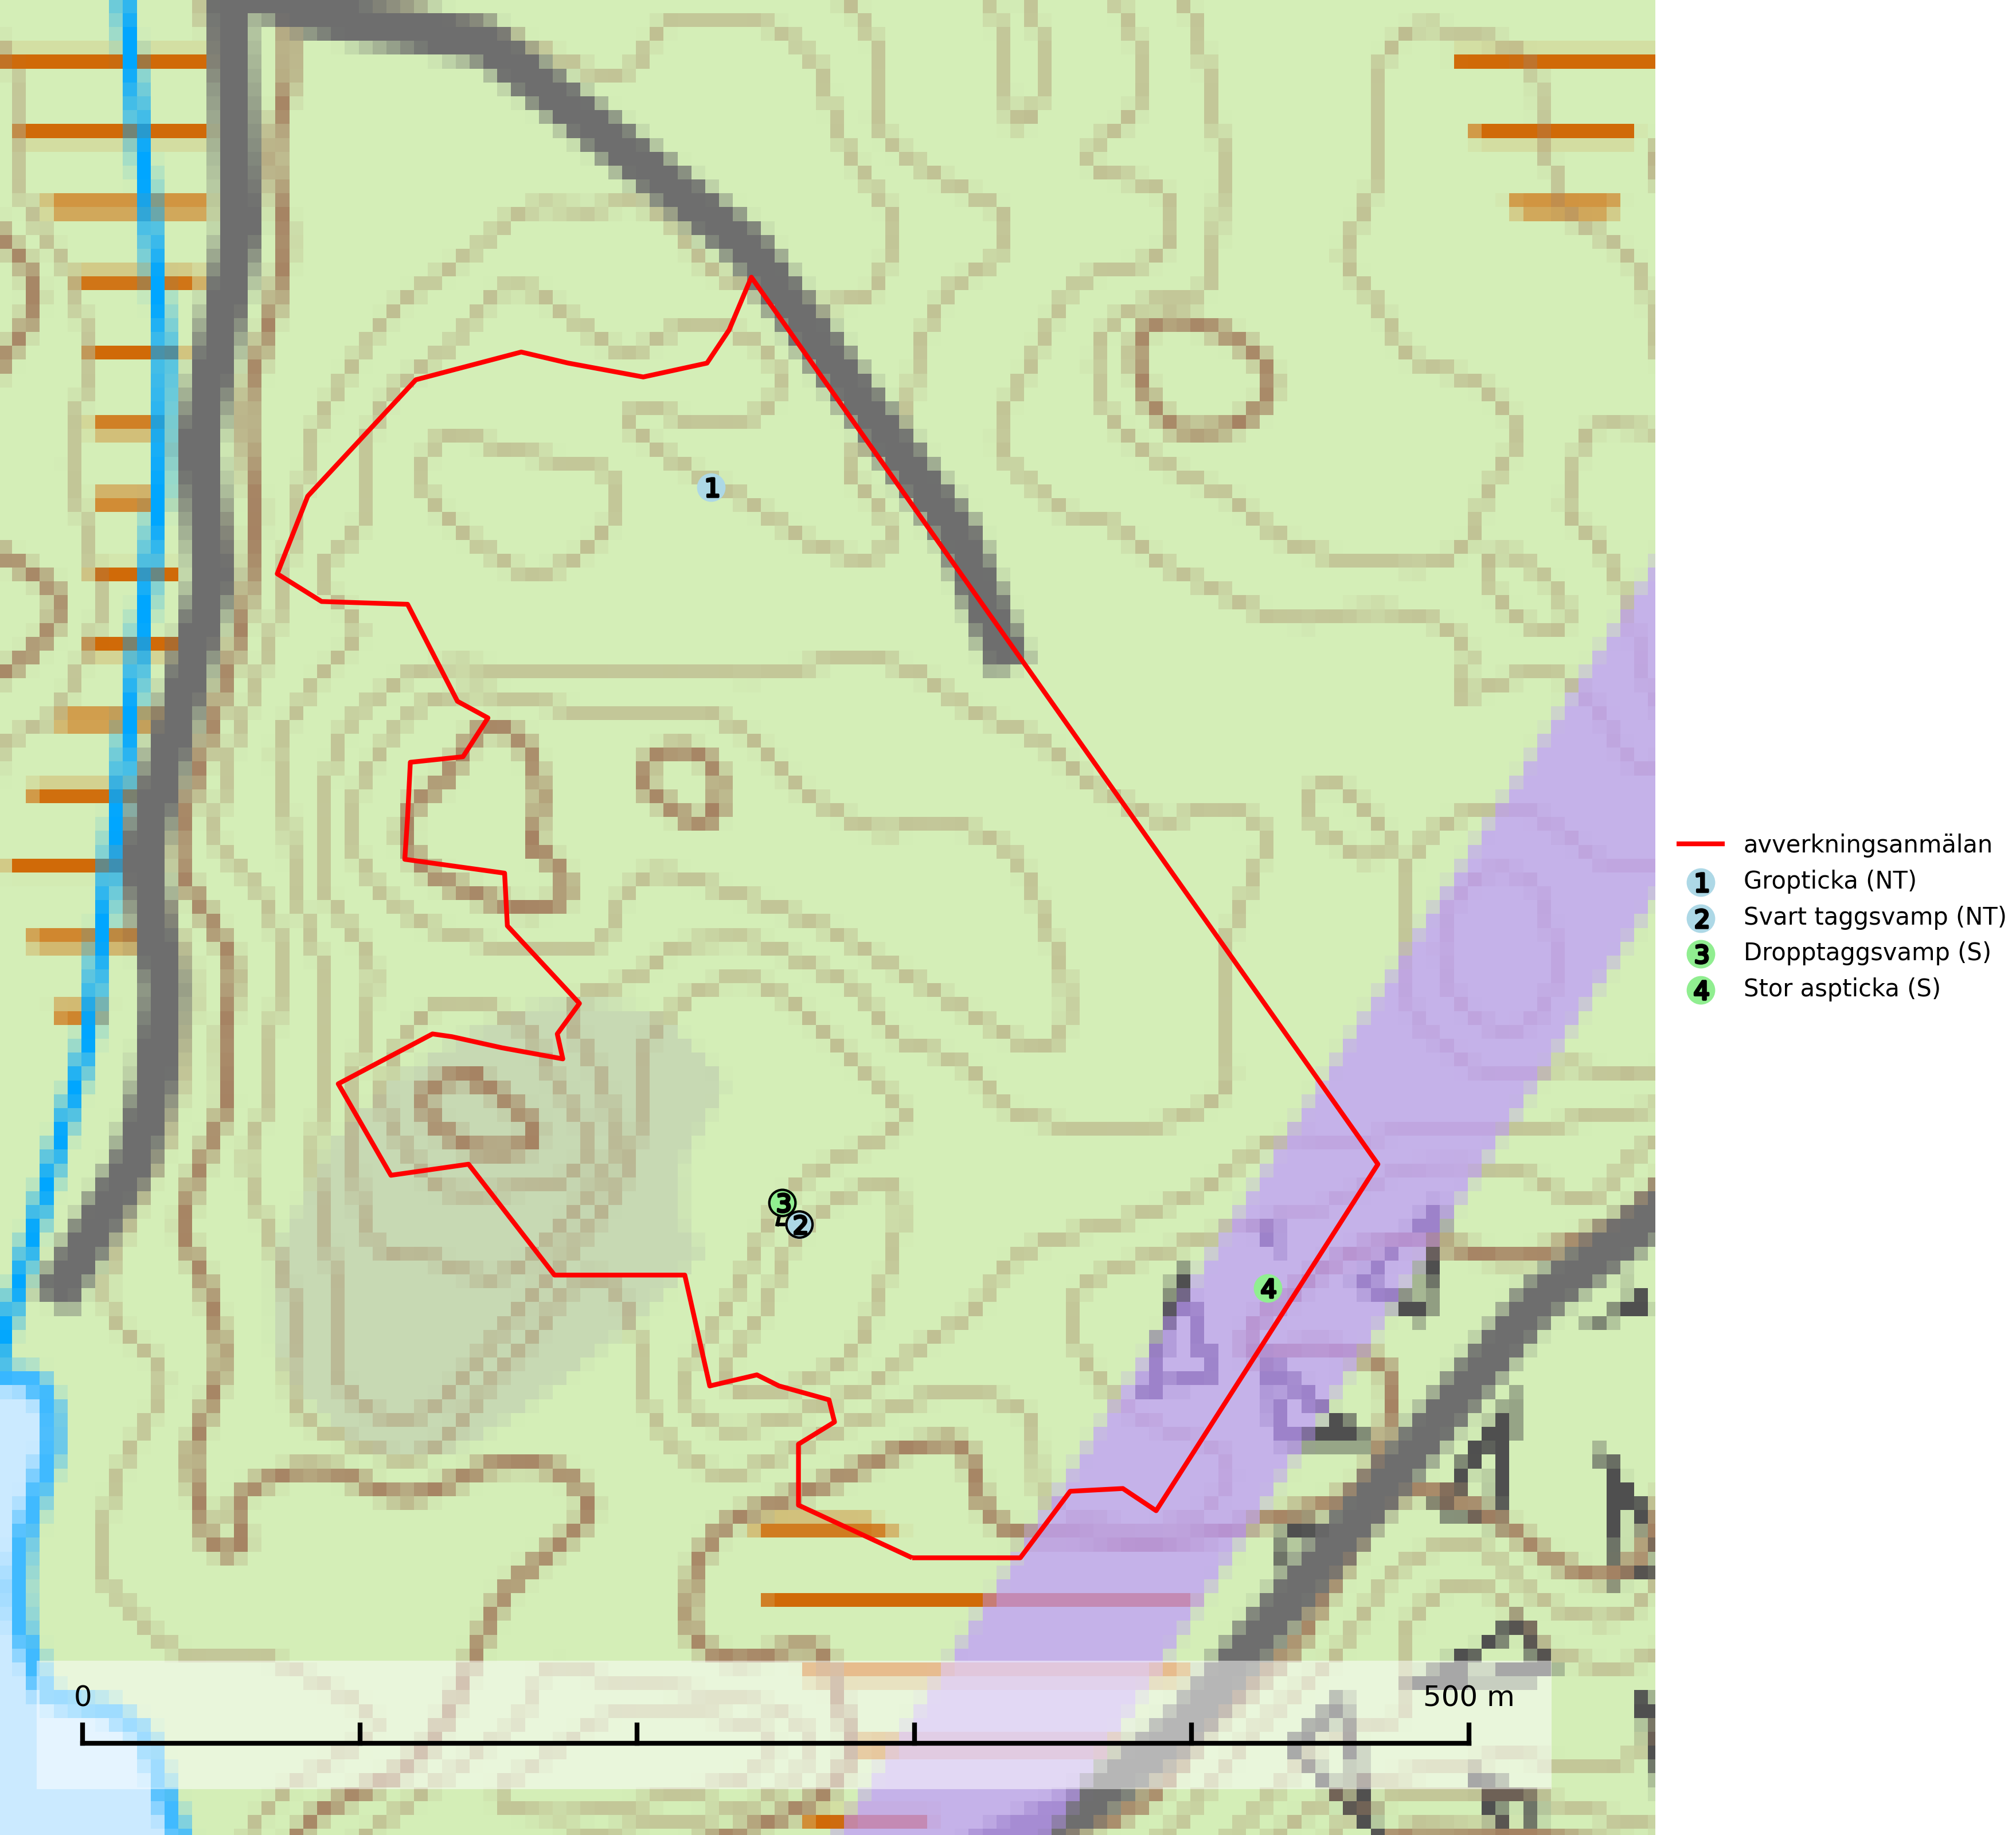 1
3
2
4
avverkningsanmälan
1 Gropticka (NT)
2 Svart taggsvamp (NT)
3 Dropptaggsvamp (S)
4 Stor aspticka (S)
0 500 m